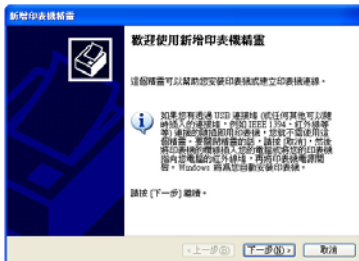 新增印表機精靈
歡迎使用新增印表機精靈
這個精靈可以幫助您安裝印表機或建立印表機連線。
如果您有透過 USB 連接埠 (或任何其他可以隨
時插入的連接埠，例如 IEEE 1394、紅外線等
等) 連接的隨插即用印表機，您就不需使用這
個精靈。要關閉精靈的話，請按 [取消]，然後
將印表機的纜線插入您的電腦或將您的印表機
指向您電腦的紅外線埠，再將印表機電源開
啟。Windows 將為您自動安裝印表機。
請按 [下一步] 繼續。
< 上一步(B)
下一步(N) >
取消